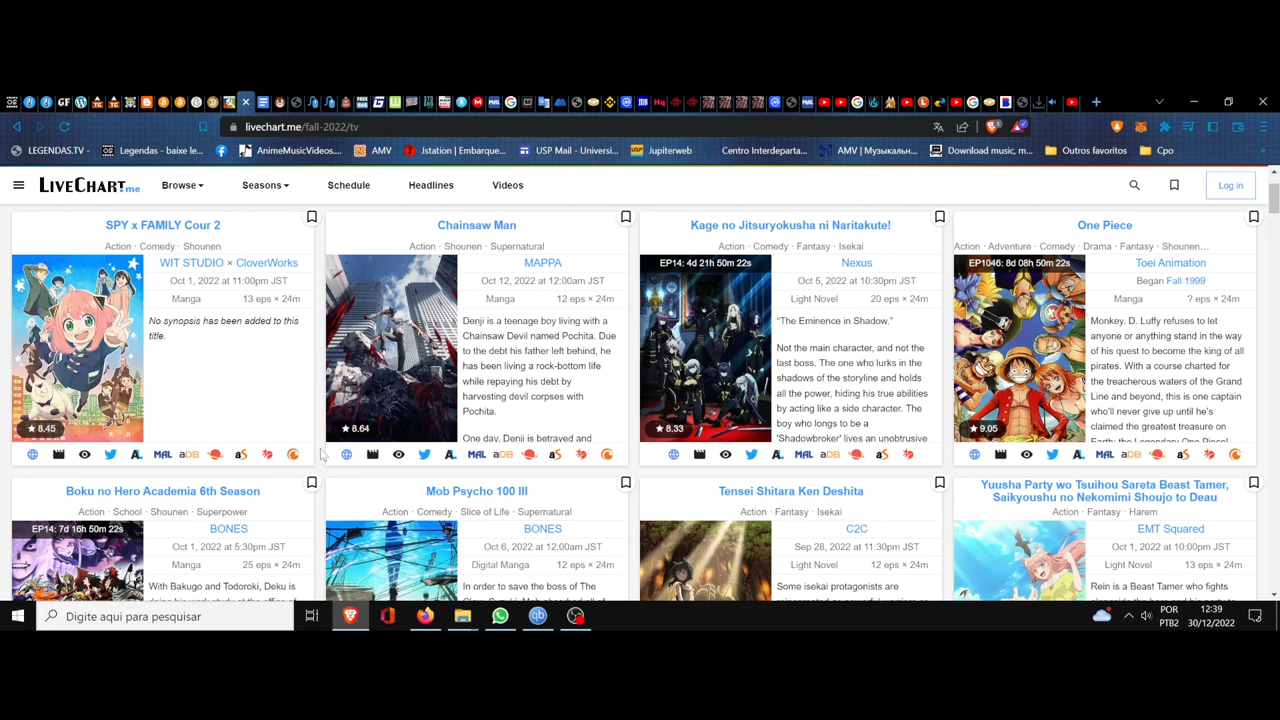 livechart.me/fall-2022/tv
LEGENDAS.TV -
Legendas - baixe le...
AnimeMusicVideos....
AMV
Jstation | Embarque...
USP Mail - Universi...
Jupiterweb
Centro Interdeparta...
AMV | Музыкальн...
Download music, m...
Outros favoritos
Cpo
LIVECHART.me
Browse
Seasons
Schedule
Headlines
Videos
Log in
SPY x FAMILY Cour 2
Action · Comedy · Shounen
WIT STUDIO × CloverWorks
Oct 1, 2022 at 11:00pm JST
Manga
13 eps × 24m
No synopsis has been added to this
title.
8.45
Chainsaw Man
Action · Shounen · Supernatural
MAPPA
Oct 12, 2022 at 12:00am JST
Manga
12 eps × 24m
Denji is a teenage boy living with a
Chainsaw Devil named Pochita. Due
to the debt his father left behind, he
has been living a rock-bottom life
while repaying his debt by
harvesting devil corpses with
Pochita.
One day, Denji is betrayed and
8.64
Kage no Jitsuryokusha ni Naritakute!
Action · Comedy · Fantasy · Isekai
EP14: 4d 21h 50m 22s
Nexus
Oct 5, 2022 at 10:30pm JST
Light Novel
20 eps × 24m
“The Eminence in Shadow.”
Not the main character, and not the
last boss. The one who lurks in the
shadows of the storyline and holds
all the power, hiding his true abilities
by acting like a side character. The
boy who longs to be a
'Shadowbroker' lives an unobtrusive
8.33
One Piece
Action · Adventure · Comedy · Drama · Fantasy · Shounen…
EP1046: 8d 08h 50m 22s
Toei Animation
Began Fall 1999
Manga
? eps × 24m
Monkey. D. Luffy refuses to let
anyone or anything stand in the way
of his quest to become the king of all
pirates. With a course charted for
the treacherous waters of the Grand
Line and beyond, this is one captain
who'll never give up until he's
claimed the greatest treasure on
Earth: the Legendary One Piece!
9.05
MAL aDB aS
MAL aDB aS
MAL aDB aS
MAL aDB aS
Boku no Hero Academia 6th Season
Action · School · Shounen · Superpower
EP14: 7d 16h 50m 22s
BONES
Oct 1, 2022 at 5:30pm JST
Manga
25 eps × 24m
With Bakugo and Todoroki, Deku is
Mob Psycho 100 III
Action · Comedy · Slice of Life · Supernatural
BONES
Oct 6, 2022 at 12:00am JST
Digital Manga
12 eps × 24m
In order to save the boss of The
Tensei Shitara Ken Deshita
Action · Fantasy · Isekai
C2C
Sep 28, 2022 at 11:30pm JST
Light Novel
12 eps × 24m
Some isekai protagonists are
Yuusha Party wo Tsuihou Sareta Beast Tamer,
Saikyoushu no Nekomimi Shoujo to Deau
Action · Fantasy · Harem
EMT Squared
Oct 1, 2022 at 10:00pm JST
Light Novel
13 eps × 24m
Rein is a Beast Tamer who fights
Digite aqui para pesquisar
POR
PTB2
12:39
30/12/2022